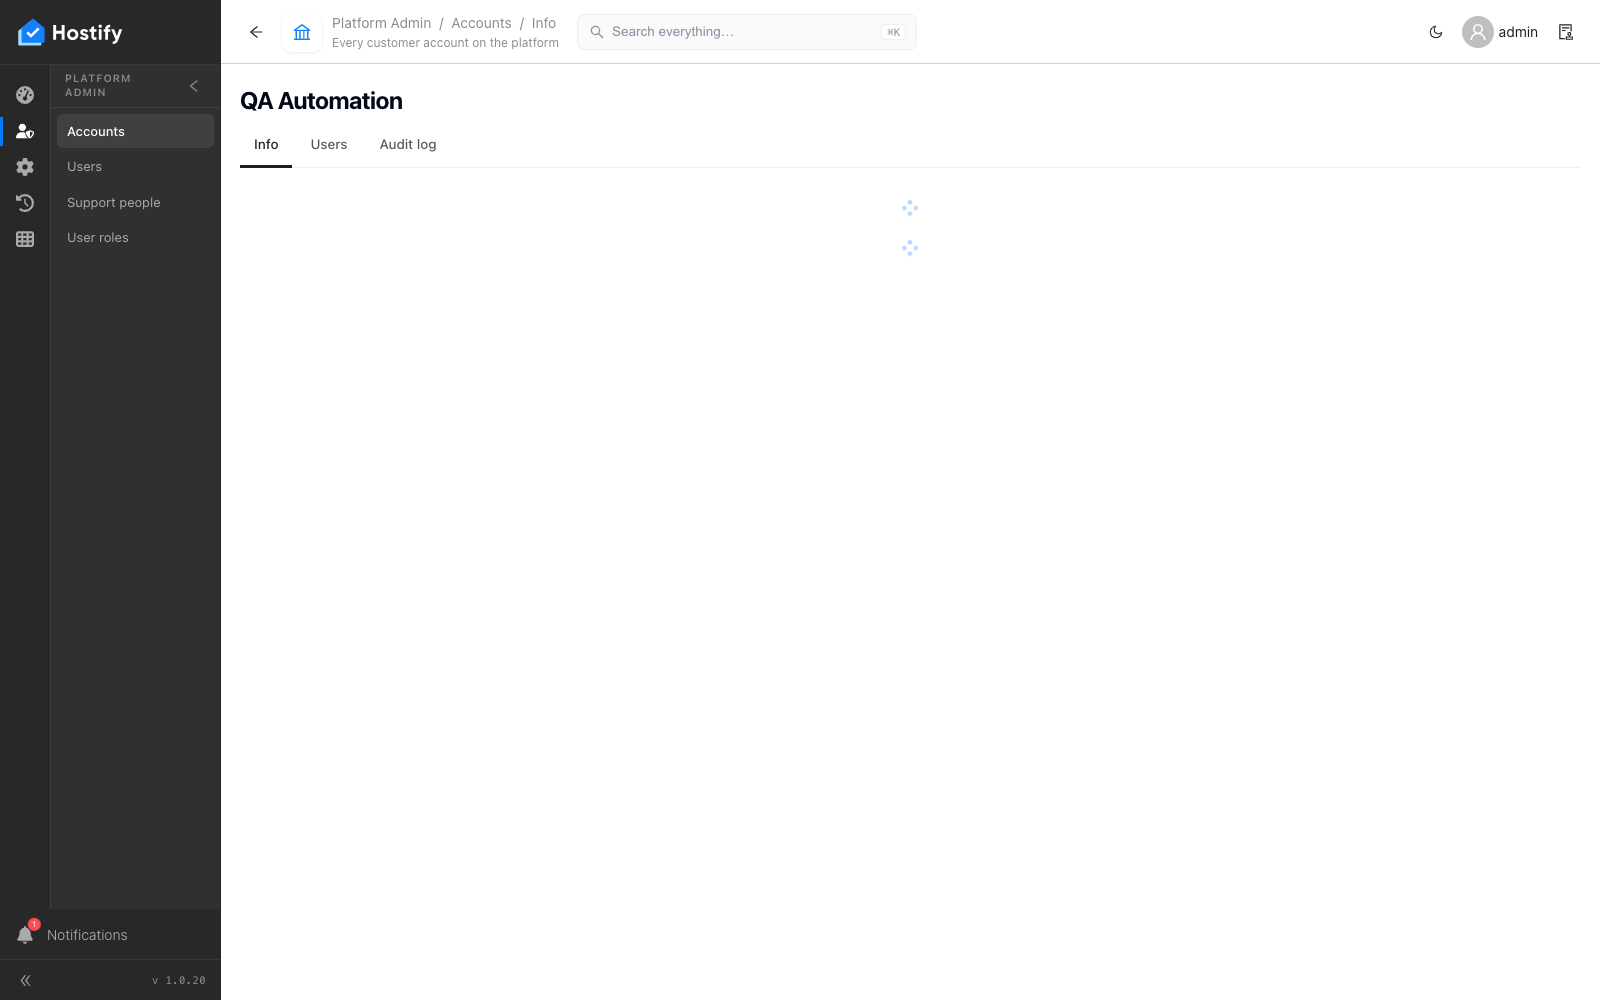 Hostify
Platform Admin / Accounts / Info
Every customer account on the platform
Search everything...
⌘K
admin
PLATFORM
ADMIN
Accounts
Users
Support people
User roles
QA Automation
Info
Users
Audit log
1
Notifications
v 1.0.20